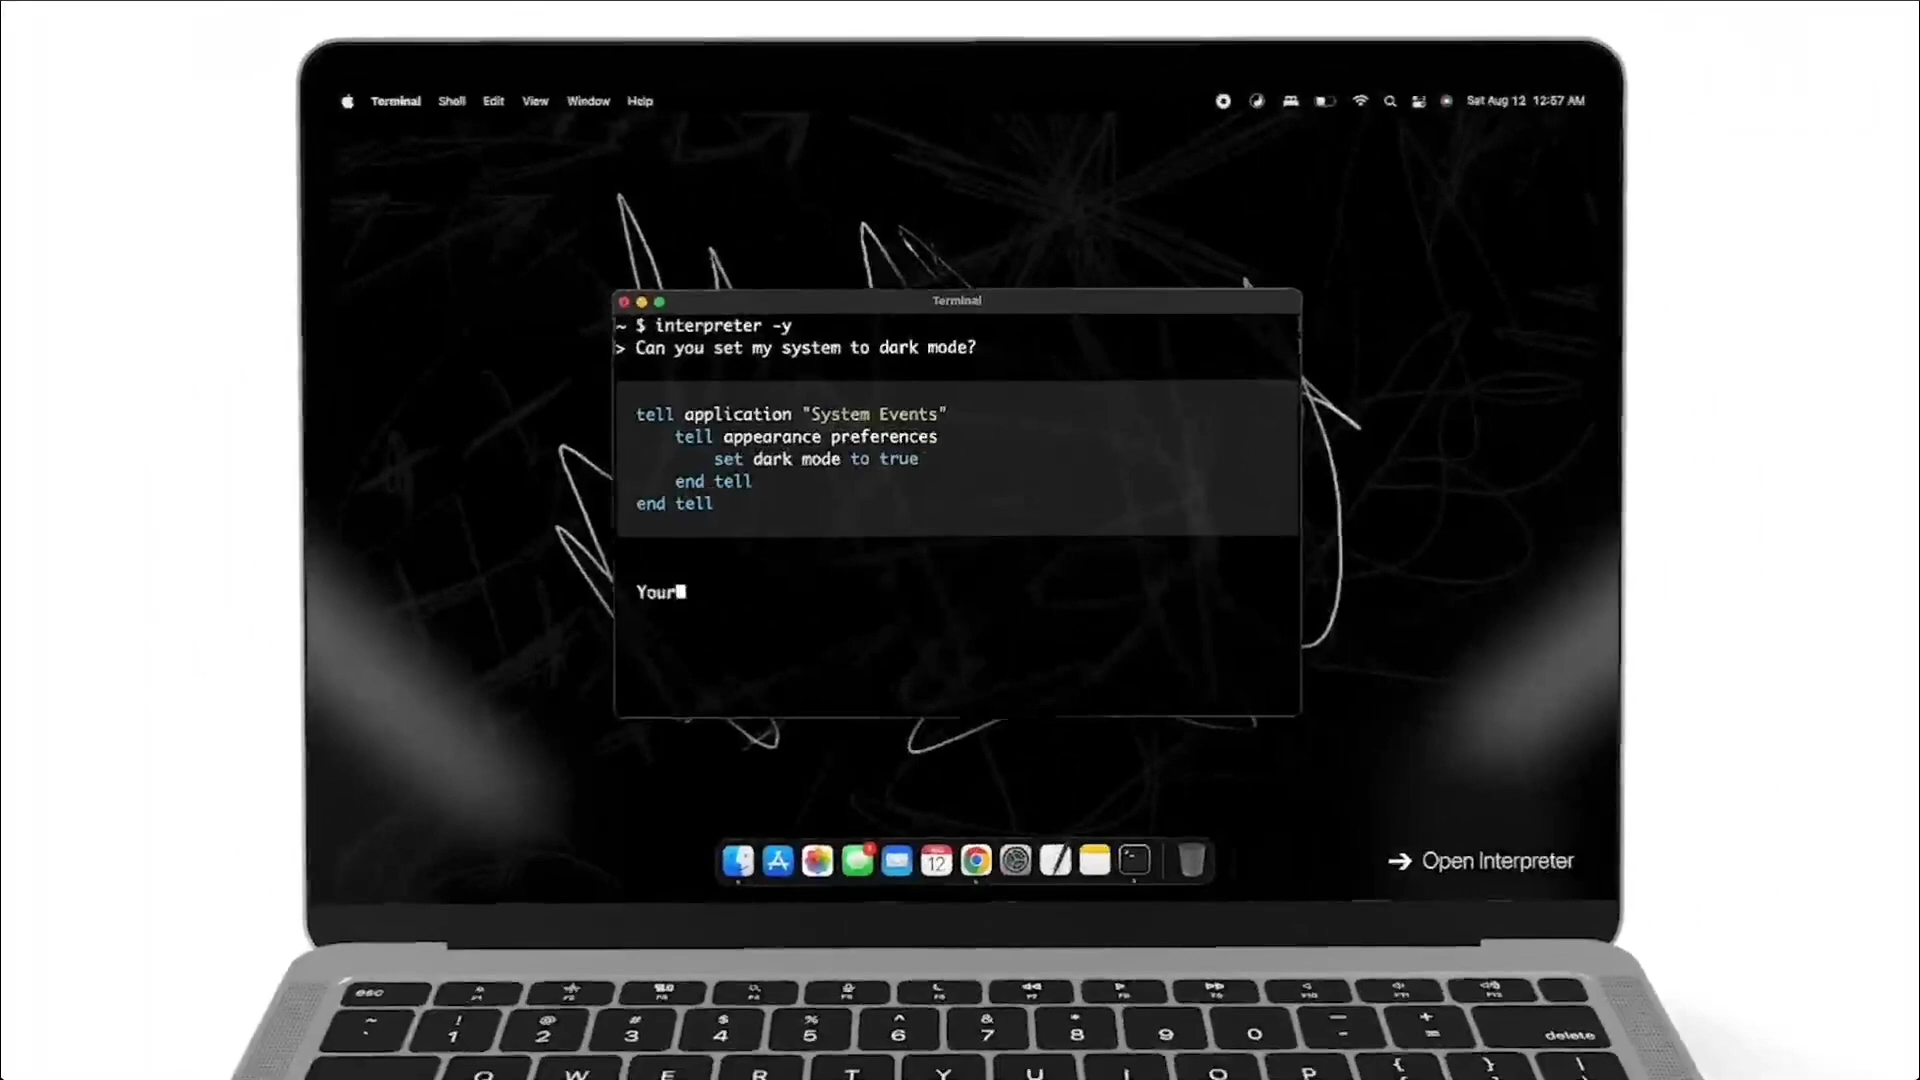 Terminal Shell Edit View Window Help
Sat Aug 12 12:57 AM
Terminal
~ $ interpreter -y
> Can you set my system to dark mode?
tell application "System Events"
tell appearance preferences
set dark mode to true
end tell
end tell
Your
12
→ Open Interpreter
esc
~ ! @ # $ % ^ & * — +
` 1 2 3 4 5 6 7 8 9 0 - = delete
Q W E R T Y U I O P { }